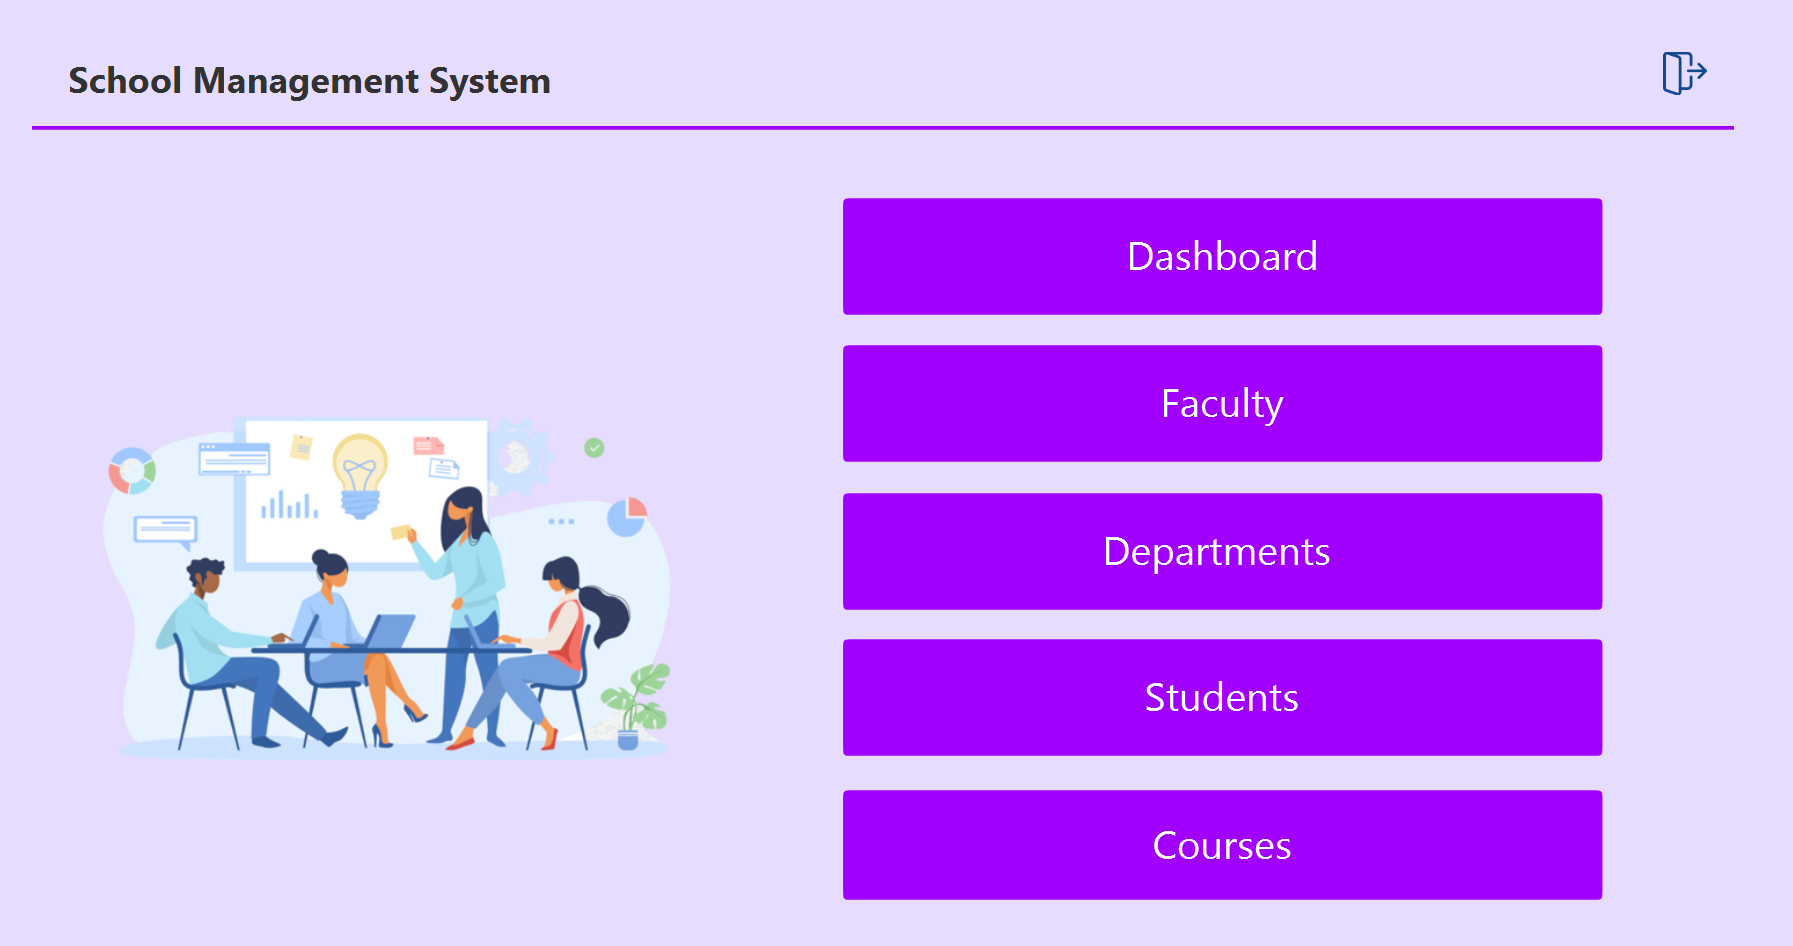 School Management System
Dashboard
Faculty
Departments
Students
Courses